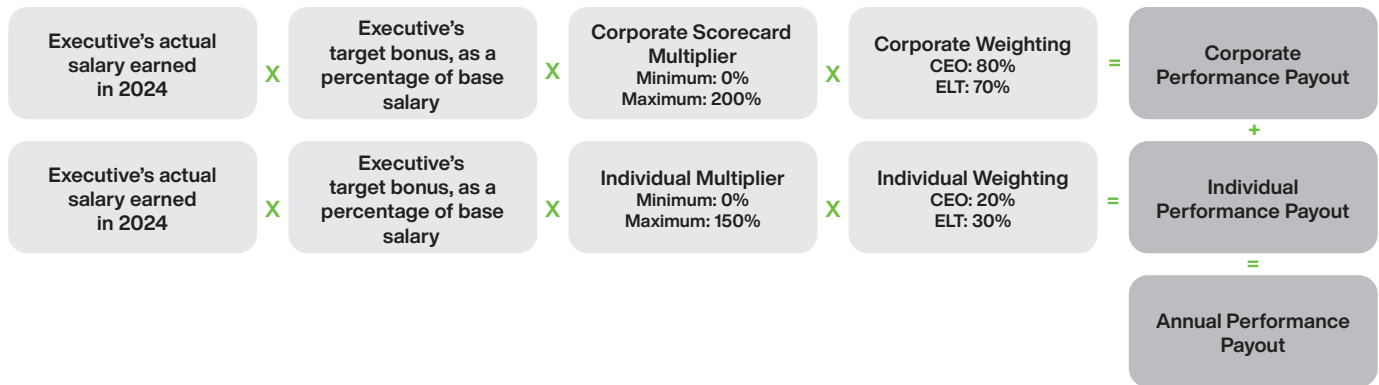 Executive’s actual
salary earned
in 2024
X
Executive’s
target bonus, as a
percentage of base
salary
X
Corporate Scorecard
Multiplier
Minimum: 0%
Maximum: 200%
X
Corporate Weighting
CEO: 80%
ELT: 70%
=
Corporate
Performance Payout
+
Executive’s actual
salary earned
in 2024
X
Executive’s
target bonus, as a
percentage of base
salary
X
Individual Multiplier
Minimum: 0%
Maximum: 150%
X
Individual Weighting
CEO: 20%
ELT: 30%
=
Individual
Performance Payout
=
Annual Performance
Payout